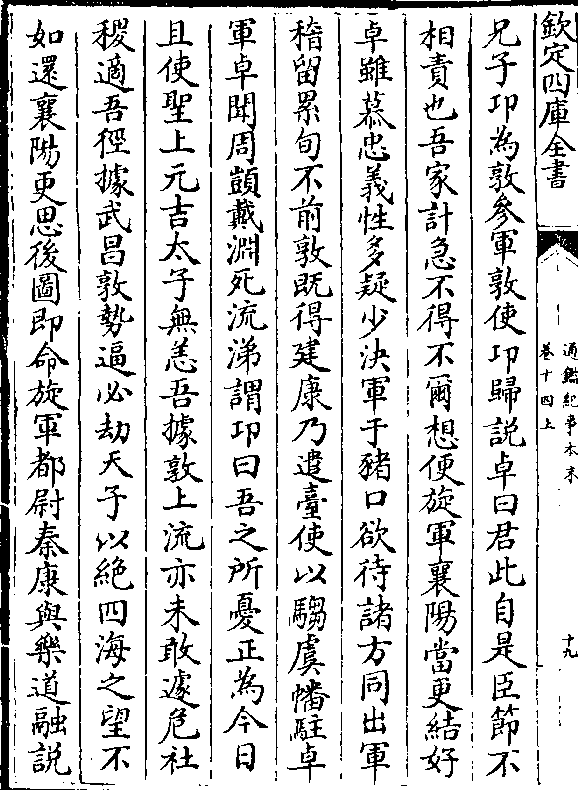 欽定四庫全書
通鑑紀事本末
卷十四上
十九
兄子卬為敦參軍敦使卬歸說卓曰君此自是臣節不
相責也吾家計急不得不爾想便旋軍襄陽當更結好
卓雖慕忠義性多疑少決軍于豬口欲待諸方同出軍
稽留累旬不前敦既得建康乃遣臺使以騶虞幡駐卓
軍卓聞周顗戴淵死流涕謂卬曰吾之所憂正為今日
且使聖上元吉太子無恙吾據敦上流亦未敢遽危社
稷適吾徑據武昌敦勢逼必劫天子以絶四海之望不
如還襄陽更思後圖即命旋軍都尉秦康與樂道融説